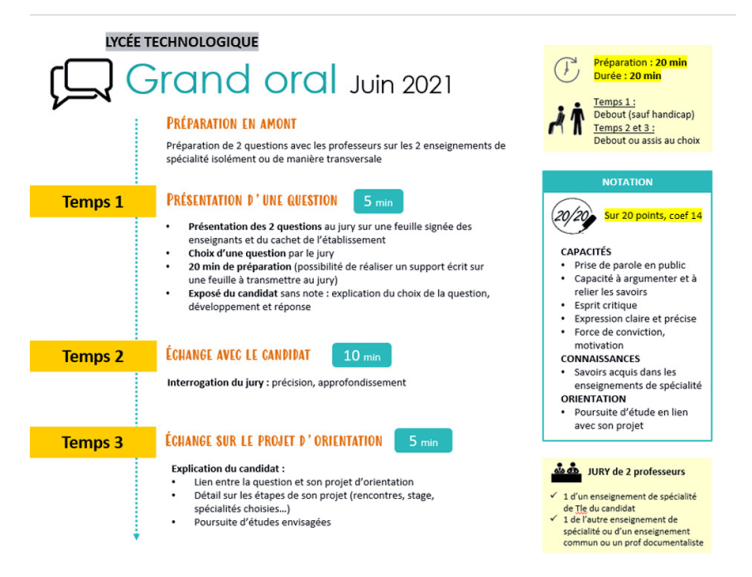 LYCÉE TECHNOLOGIQUE
Grand oral Juin 2021
PRÉPARATION EN AMONT
Préparation de 2 questions avec les professeurs sur les 2 enseignements de
spécialité isolément ou de manière transversale
Temps 1
PRÉSENTATION D'UNE QUESTION
5 min
• Présentation des 2 questions au jury sur une feuille signée des
enseignants et du cachet de l'établissement
• Choix d'une question par le jury
• 20 min de préparation (possibilité de réaliser un support écrit sur
une feuille à transmettre au jury)
• Exposé du candidat sans note : explication du choix de la question,
développement et réponse
Temps 2
ÉCHANGE AVEC LE CANDIDAT
10 min
Interrogation du jury : précision, approfondissement
Temps 3
ÉCHANGE SUR LE PROJET D'ORIENTATION
5 min
Explication du candidat :
• Lien entre la question et son projet d'orientation
• Détail sur les étapes de son projet (rencontres, stage,
spécialités choisies...)
• Poursuite d'études envisagées
Préparation : 20 min
Durée : 20 min
Temps 1 :
Debout (sauf handicap)
Temps 2 et 3 :
Debout ou assis au choix
NOTATION
20/20
Sur 20 points, coef 14
CAPACITÉS
• Prise de parole en public
• Capacité à argumenter et à
relier les savoirs
• Esprit critique
• Expression claire et précise
• Force de conviction,
motivation
CONNAISSANCES
• Savoirs acquis dans les
enseignements de spécialité
ORIENTATION
• Poursuite d'étude en lien
avec son projet
JURY de 2 professeurs
✓ 1 d'un enseignement de spécialité
de Tle du candidat
✓ 1 de l'autre enseignement de
spécialité ou d'un enseignement
commun ou un prof documentaliste